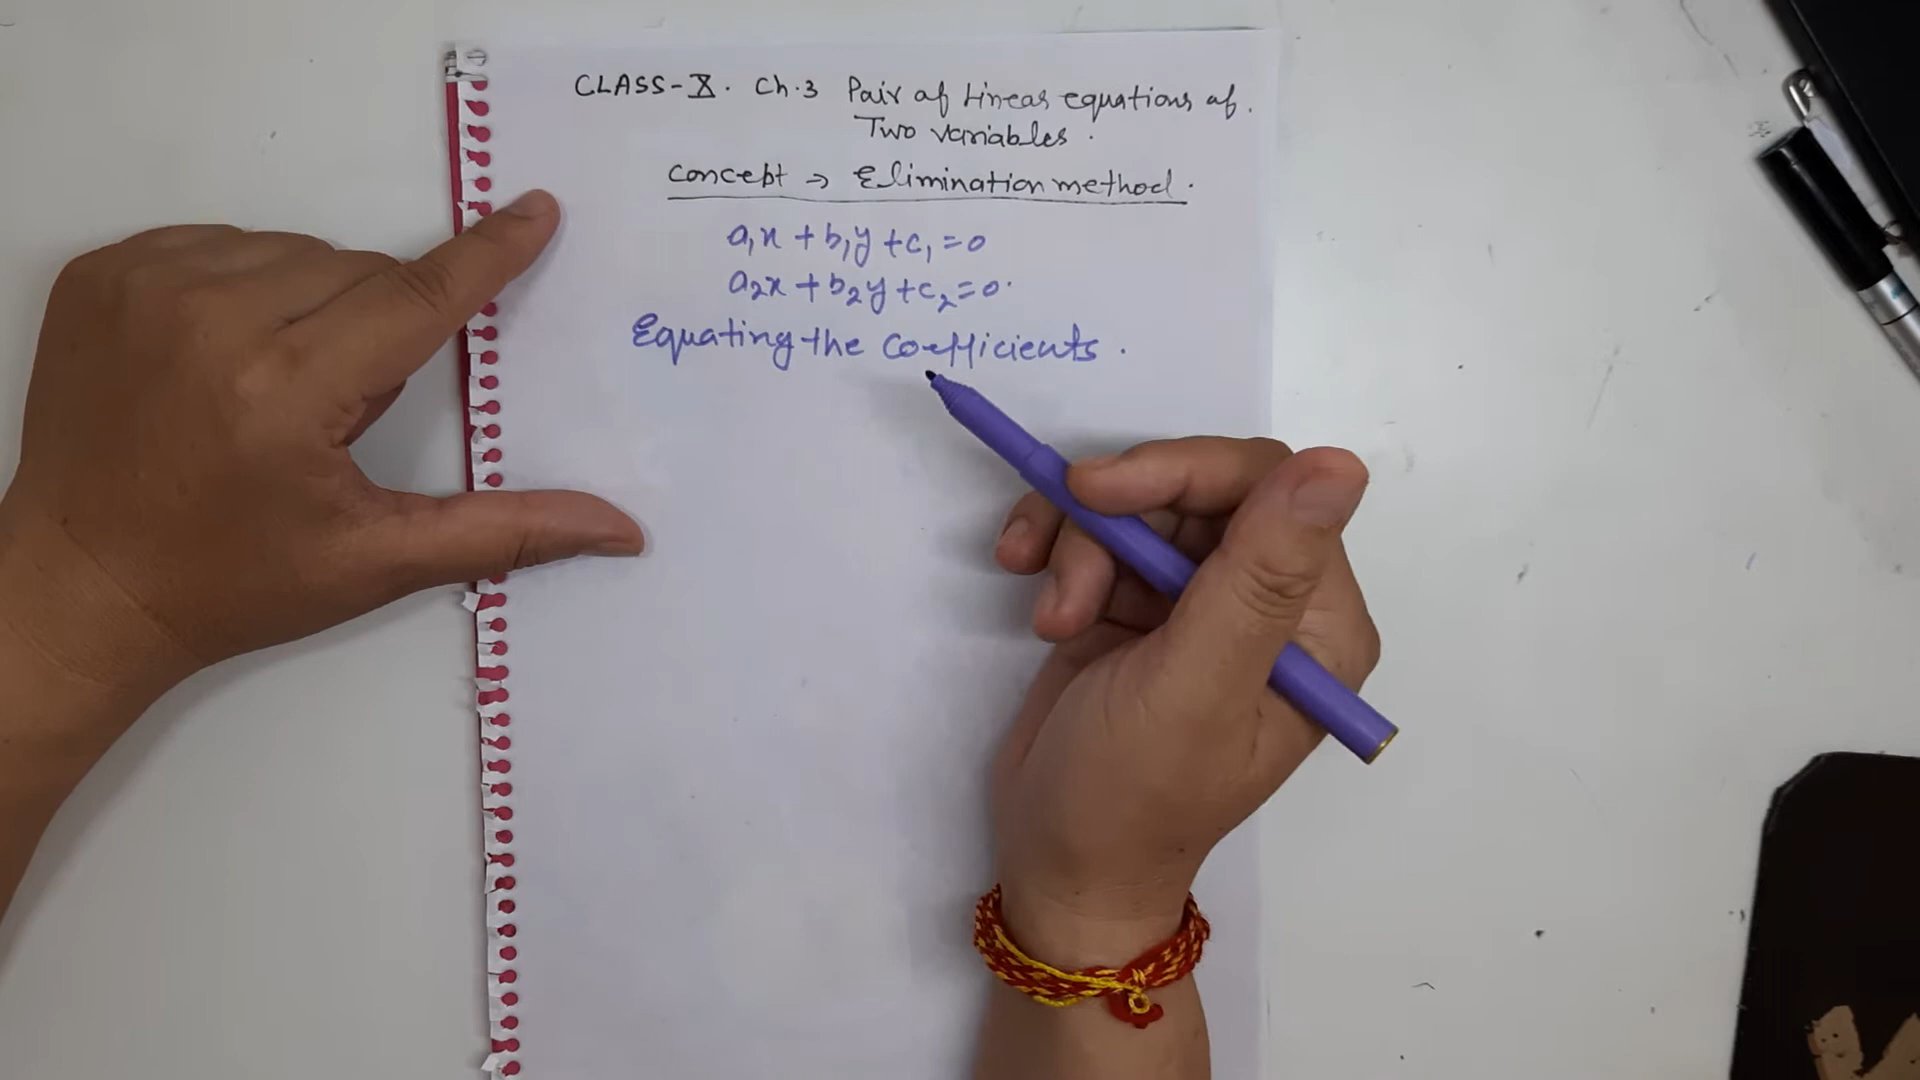 CLASS-X. Ch.3 Pair of Linear equations of.
Two variables.
Concept → Elimination method.
a₁x + b₁y + c₁ = 0
a₂x + b₂y + c₂ = 0.
Equating the Coefficients.